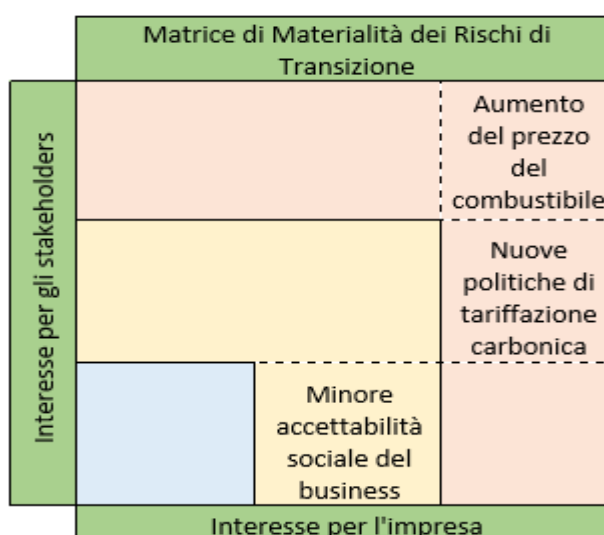 Matrice di Materialità dei Rischi di
Transizione
Interesse per gli stakeholders
Aumento
del prezzo
del
combustibile
Nuove
politiche di
tariffazione
carbonica
Minore
accettabilità
sociale del
business
Interesse per l'impresa